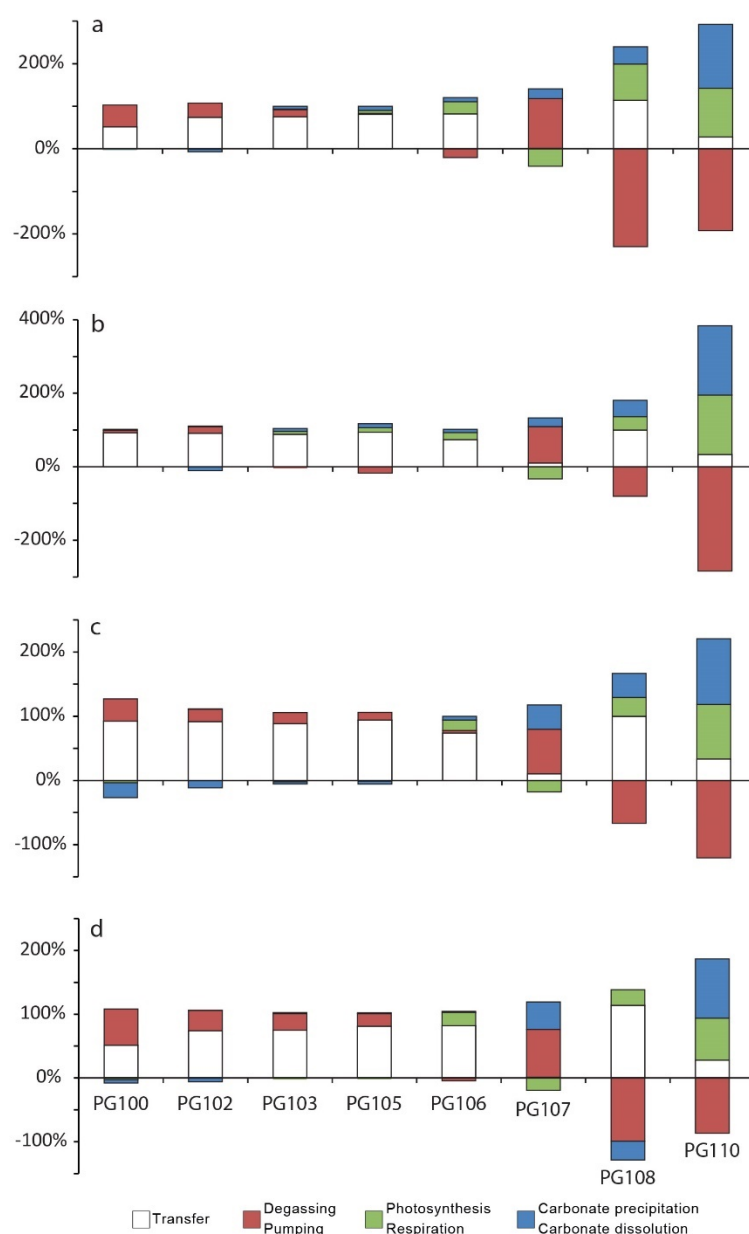 a
200%
0%
-200%
b
400%
200%
0%
-200%
c
200%
100%
0%
-100%
d
200%
100%
0%
-100%
PG100 PG102 PG103 PG105 PG106 PG107 PG108 PG110
Transfer
Degassing
Pumping
Photosynthesis
Respiration
Carbonate precipitation
Carbonate dissolution